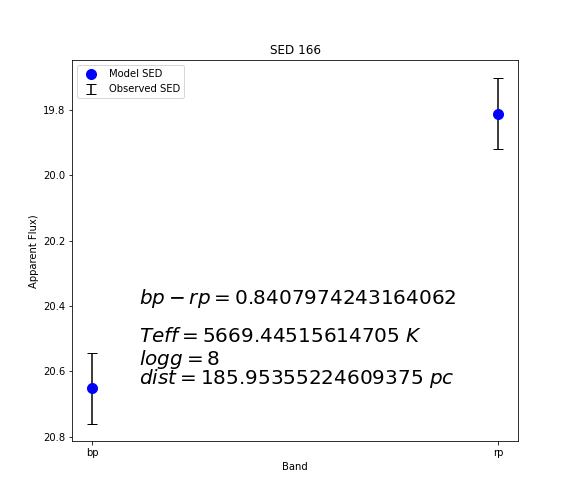 SED 166
Model SED
Observed SED
19.8
20.0
20.2
20.4
20.6
20.8
Apparent Flux)
bp − rp = 0.8407974243164062
Teff = 5669.44515614705 K
logg = 8
dist = 185.95355224609375 pc
bp
rp
Band